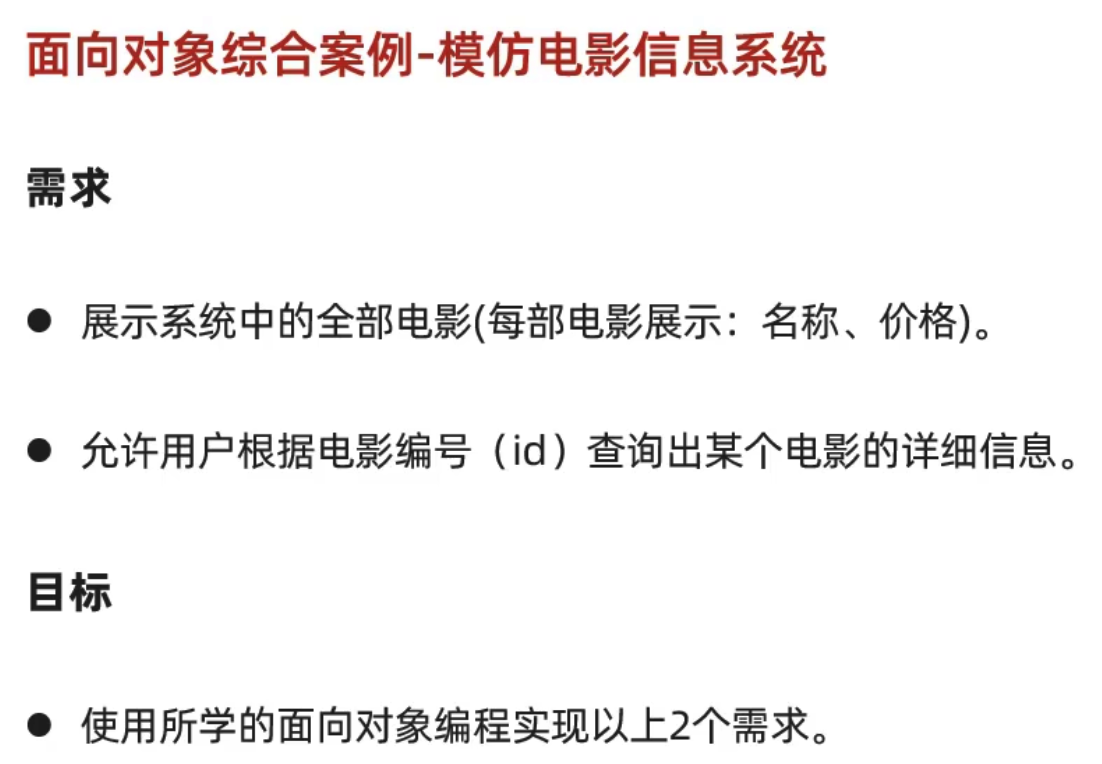 面向对象综合案例-模仿电影信息系统
需求
● 展示系统中的全部电影(每部电影展示：名称、价格)。
● 允许用户根据电影编号（id）查询出某个电影的详细信息。
目标
● 使用所学的面向对象编程实现以上2个需求。